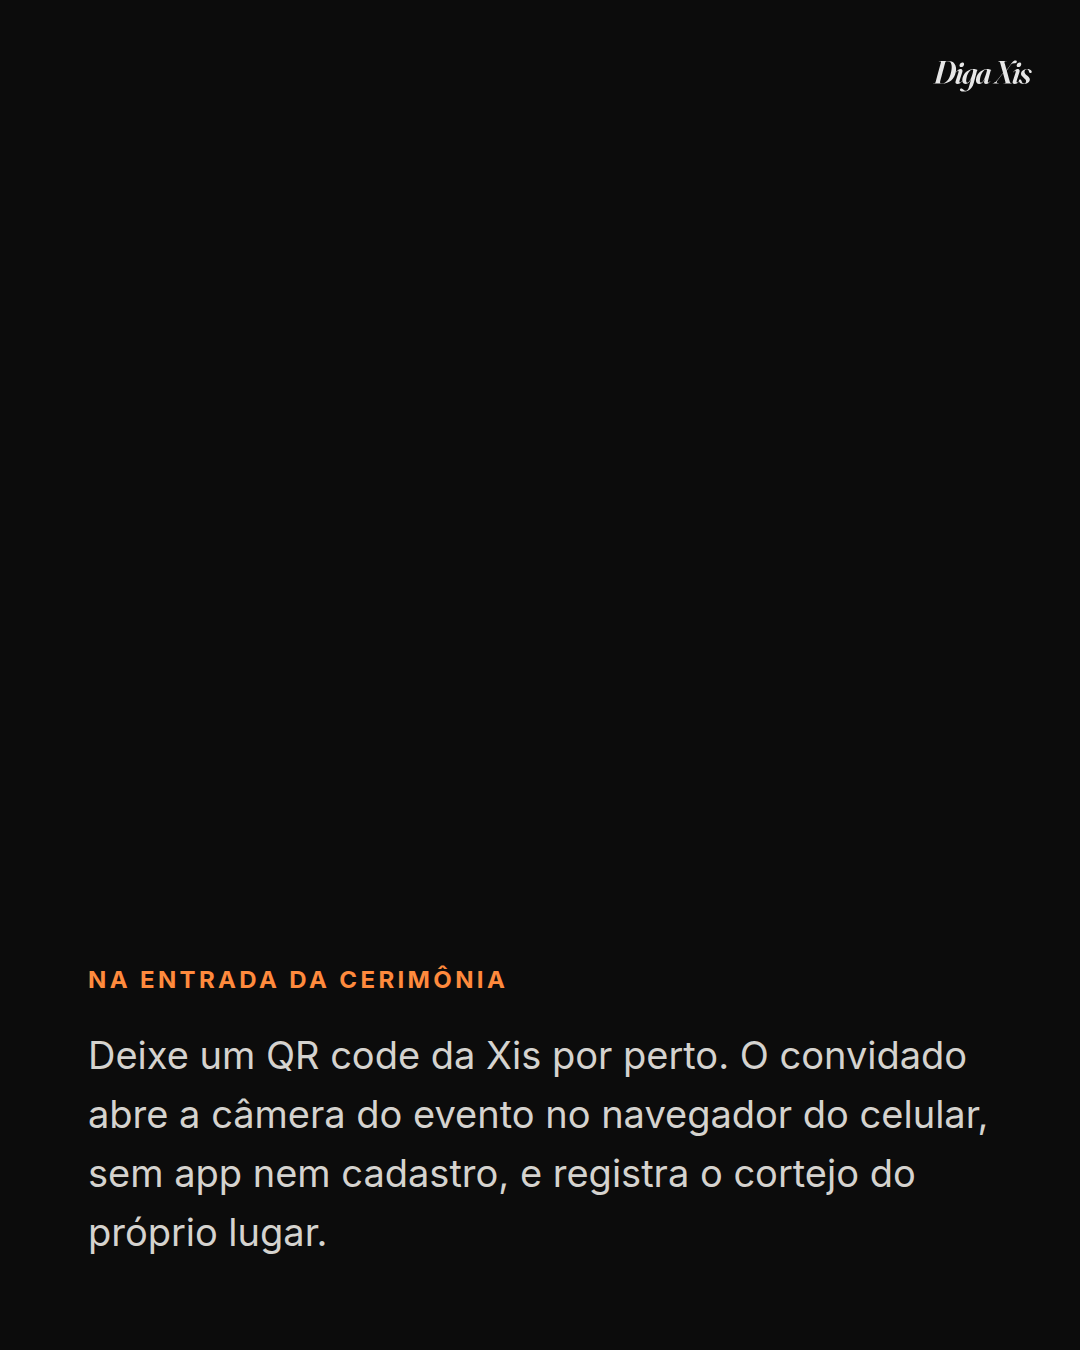 Diga Xis
NA ENTRADA DA CERIMÔNIA
Deixe um QR code da Xis por perto. O convidado
abre a câmera do evento no navegador do celular,
sem app nem cadastro, e registra o cortejo do
próprio lugar.